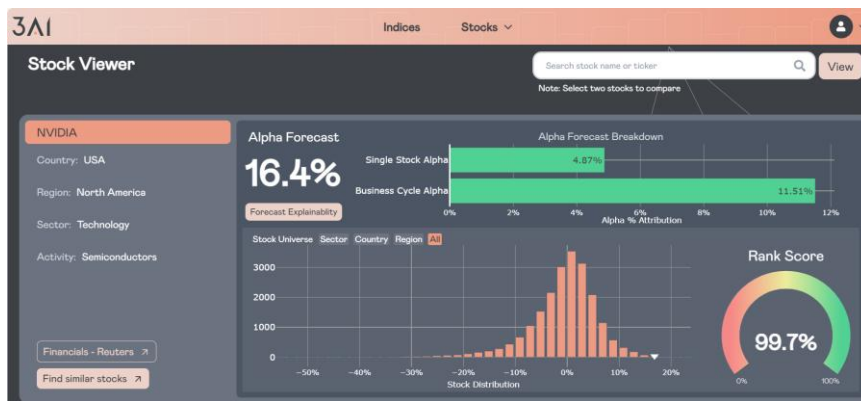 3AI
Indices
Stocks
Stock Viewer
Search stock name or ticker
View
Note: Select two stocks to compare
NVIDIA
Country: USA
Region: North America
Sector: Technology
Activity: Semiconductors
Financials - Reuters
Find similar stocks
Alpha Forecast
16.4%
Forecast Explainablity
Alpha Forecast Breakdown
Single Stock Alpha
4.87%
Business Cycle Alpha
11.51%
0% 2% 4% 6% 8% 10% 12%
Alpha % Attribution
Stock Universe Sector Country Region All
3000
2000
1000
0
−50% −40% −30% −20% −10% 0% 10% 20%
Stock Distribution
Rank Score
99.7%
0% 100%